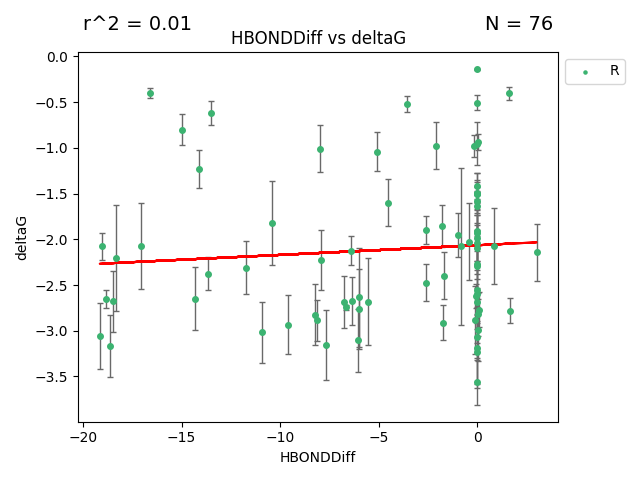 r^2 = 0.01
N = 76
HBONDDiff vs deltaG
R
deltaG
0.0
−0.5
−1.0
−1.5
−2.0
−2.5
−3.0
−3.5
−20
−15
−10
−5
0
HBONDDiff